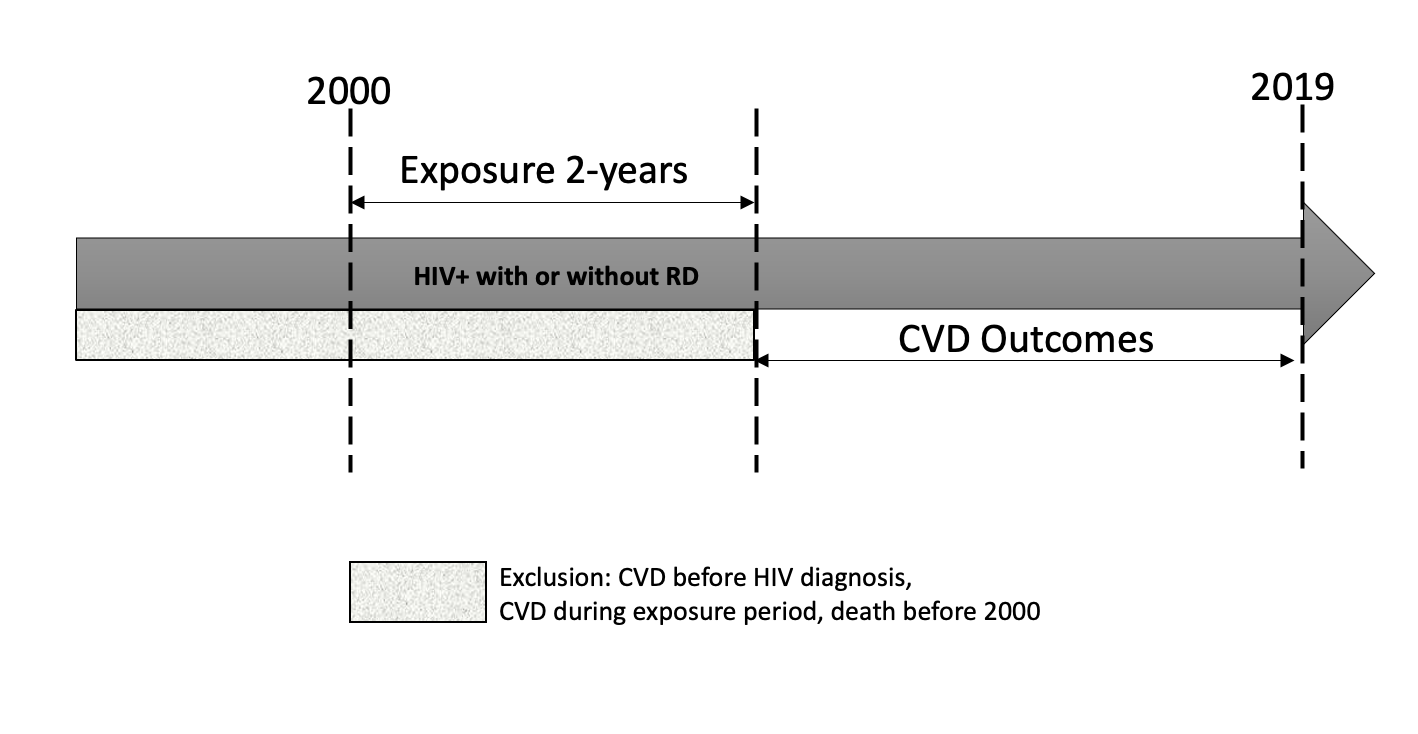 2000
2019
Exposure 2-years
HIV+ with or without RD
CVD Outcomes
Exclusion: CVD before HIV diagnosis,
CVD during exposure period, death before 2000